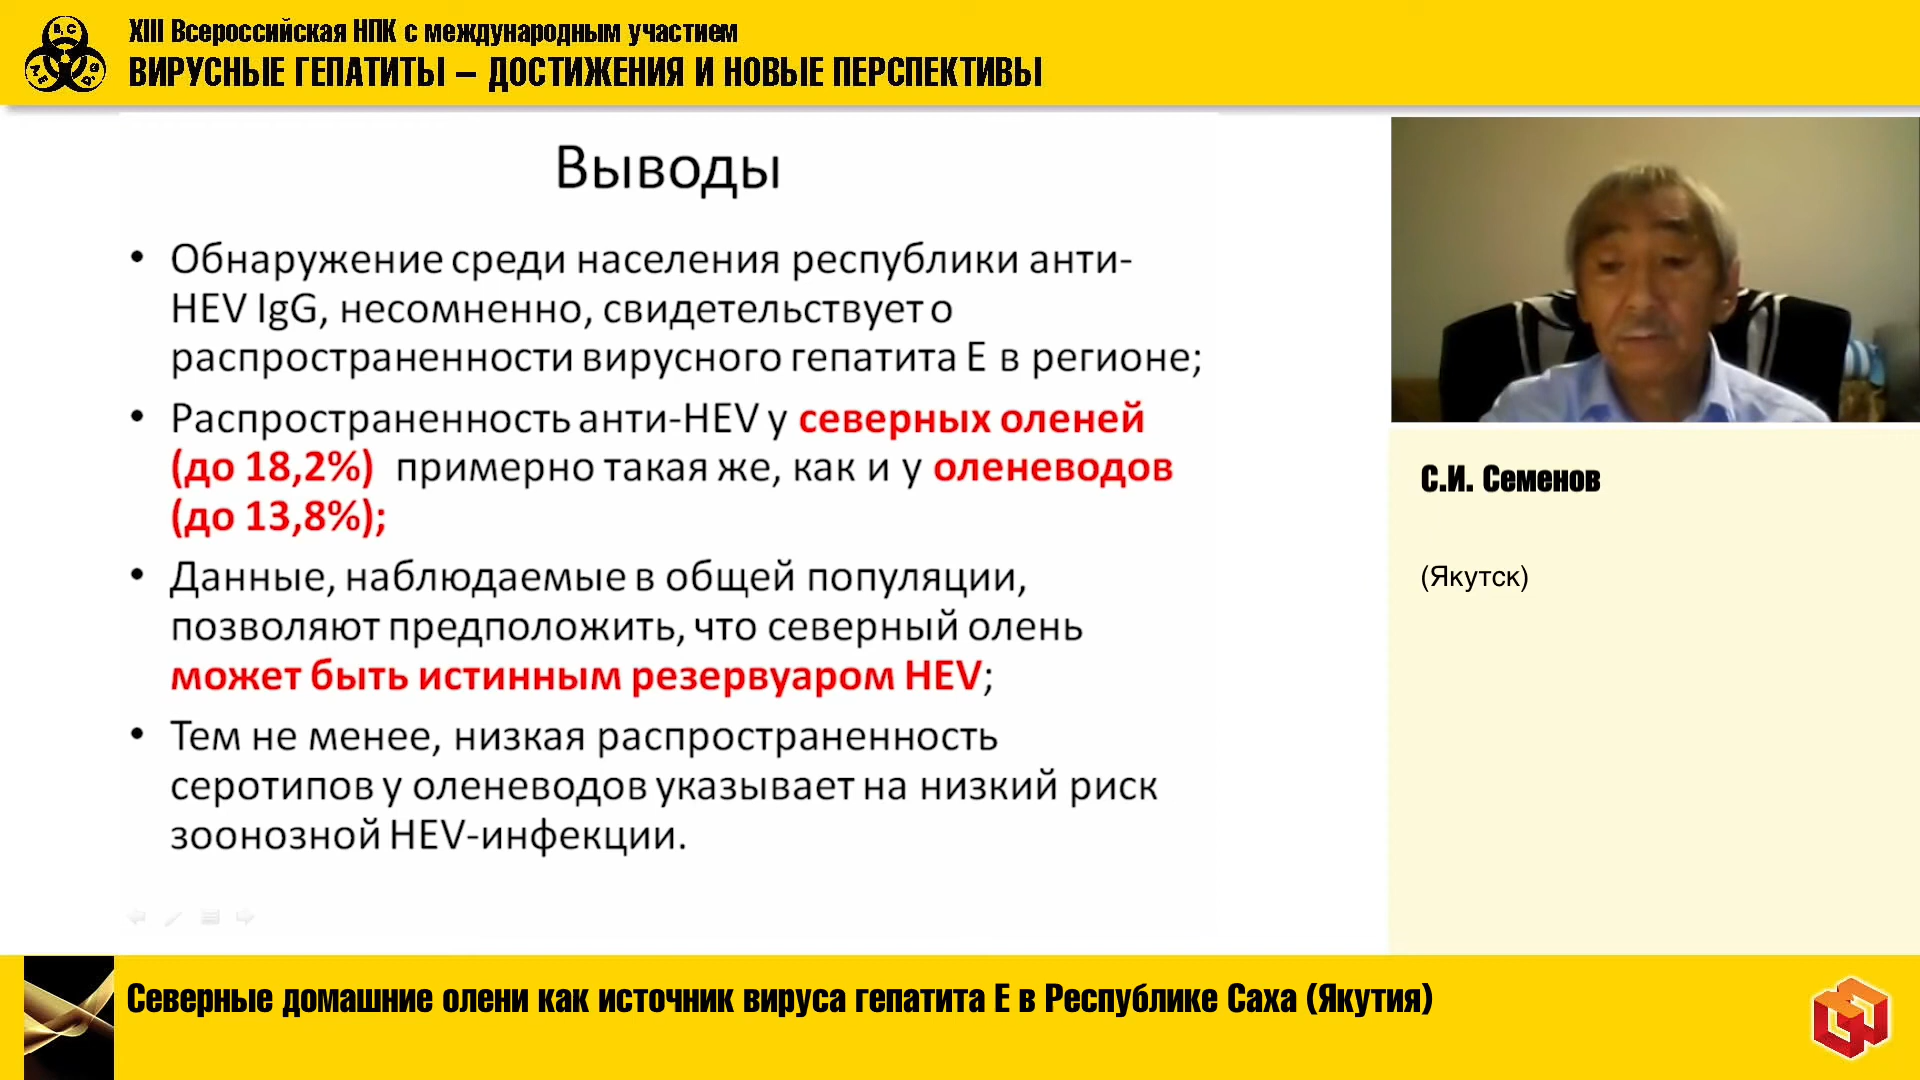 XIII Всероссийская НПК с международным участием
ВИРУСНЫЕ ГЕПАТИТЫ – ДОСТИЖЕНИЯ И НОВЫЕ ПЕРСПЕКТИВЫ
Выводы
• Обнаружение среди населения республики анти-
HEV IgG, несомненно, свидетельствует о
распространенности вирусного гепатита Е в регионе;
• Распространенность анти-HEV у северных оленей
(до 18,2%) примерно такая же, как и у оленеводов
(до 13,8%);
• Данные, наблюдаемые в общей популяции,
позволяют предположить, что северный олень
может быть истинным резервуаром HEV;
• Тем не менее, низкая распространенность
серотипов у оленеводов указывает на низкий риск
зоонозной HEV-инфекции.
С.И. Семенов
(Якутск)
Северные домашние олени как источник вируса гепатита Е в Республике Саха (Якутия)